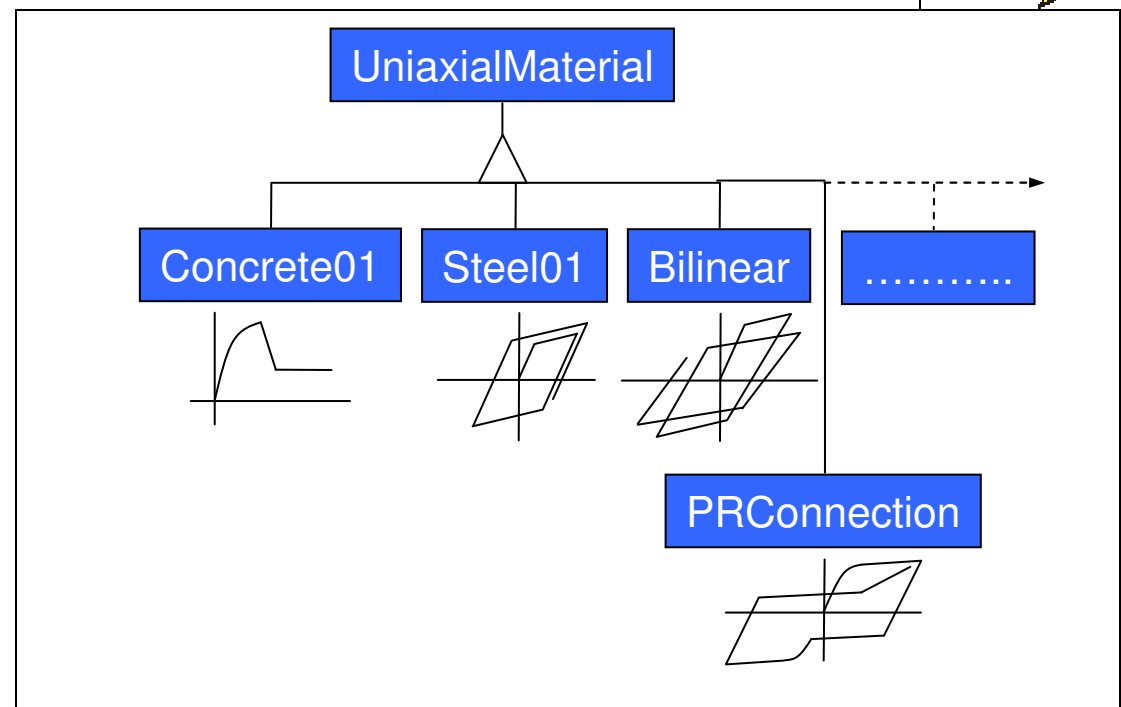 UniaxialMaterial
Concrete01
Steel01
Bilinear
………..
PRConnection